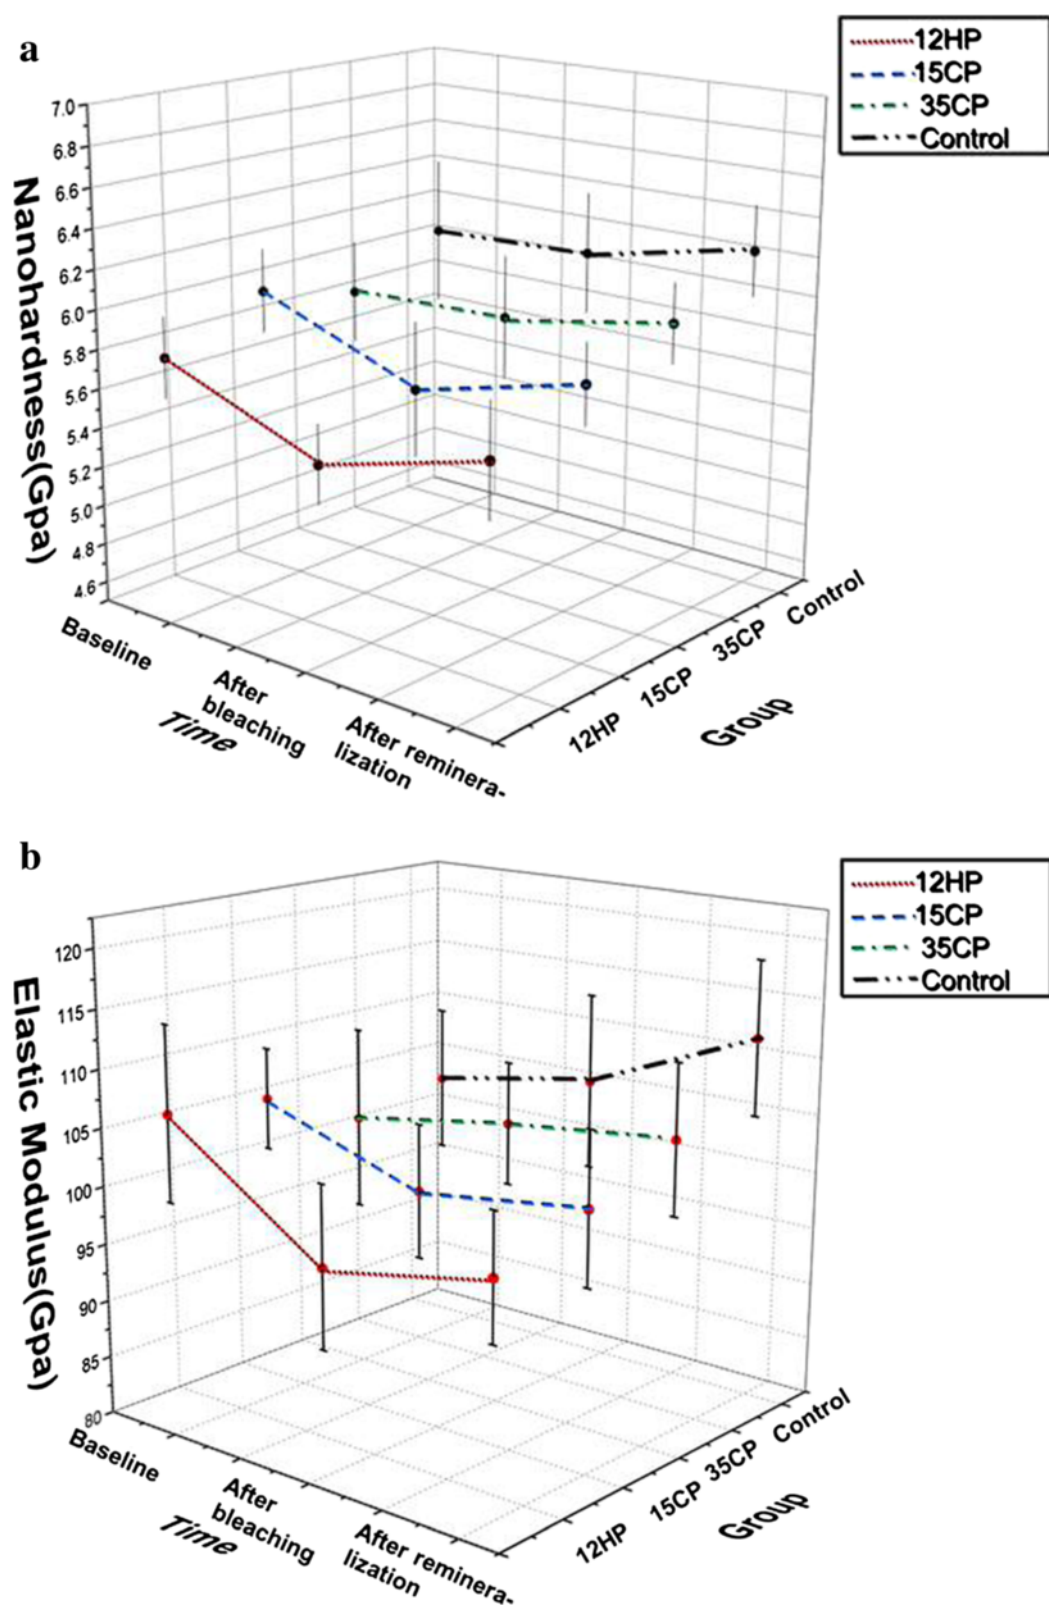 a
12HP
15CP
35CP
Control
7.0
6.8
6.6
6.4
6.2
6.0
5.8
5.6
5.4
5.2
5.0
4.8
4.6
Nanohardness(Gpa)
Baseline
After
bleaching
After reminera-
lization
Time
12HP
15CP
35CP
Control
Group
b
12HP
15CP
35CP
Control
120
115
110
105
100
95
90
85
80
Elastic Modulus(Gpa)
Baseline
After
bleaching
After reminera-
lization
Time
12HP
15CP
35CP
Control
Group